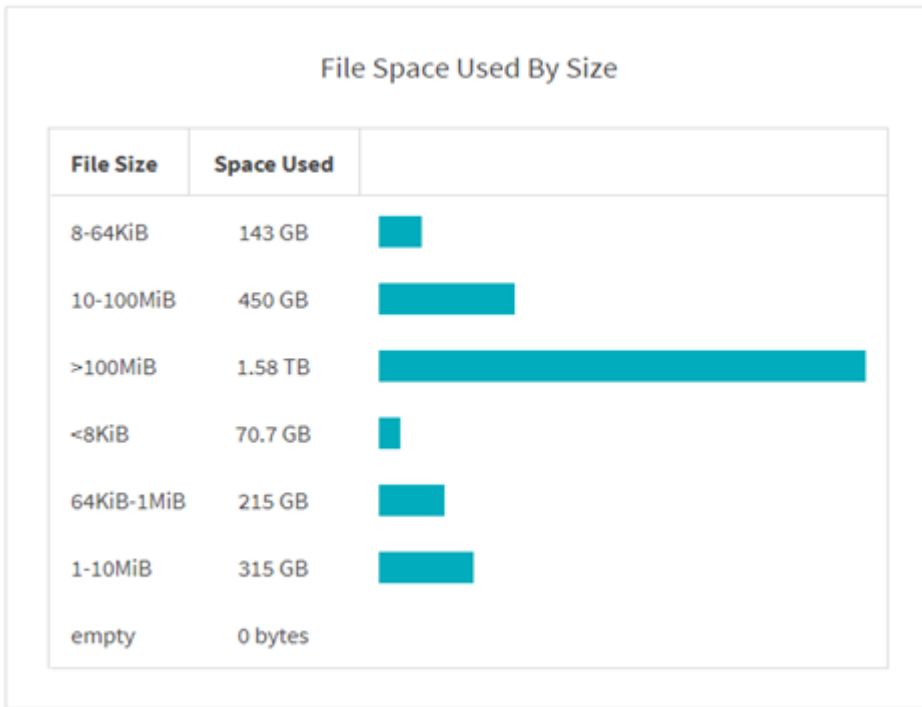 File Space Used By Size
File Size Space Used
8-64KiB 143 GB
10-100MiB 450 GB
>100MiB 1.58 TB
<8KiB 70.7 GB
64KiB-1MiB 215 GB
1-10MiB 315 GB
empty 0 bytes